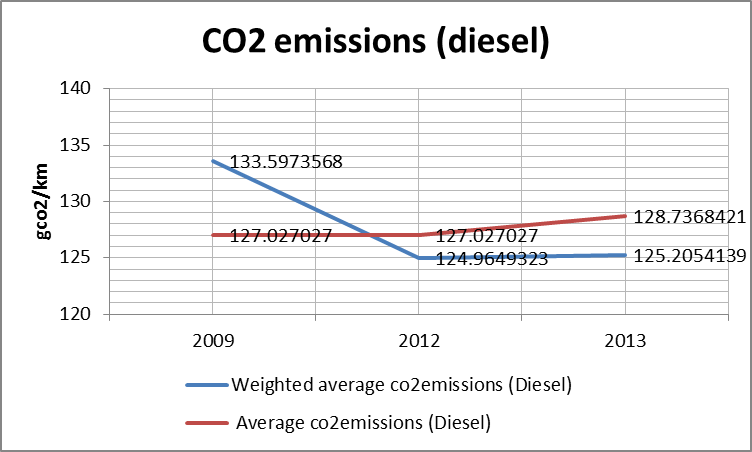 CO2 emissions (diesel)
140
135
130
125
120
gco2/km
133.5973568
127.027027
127.027027
124.9649323
128.7368421
125.2054139
2009 2012 2013
Weighted average co2emissions (Diesel)
Average co2emissions (Diesel)